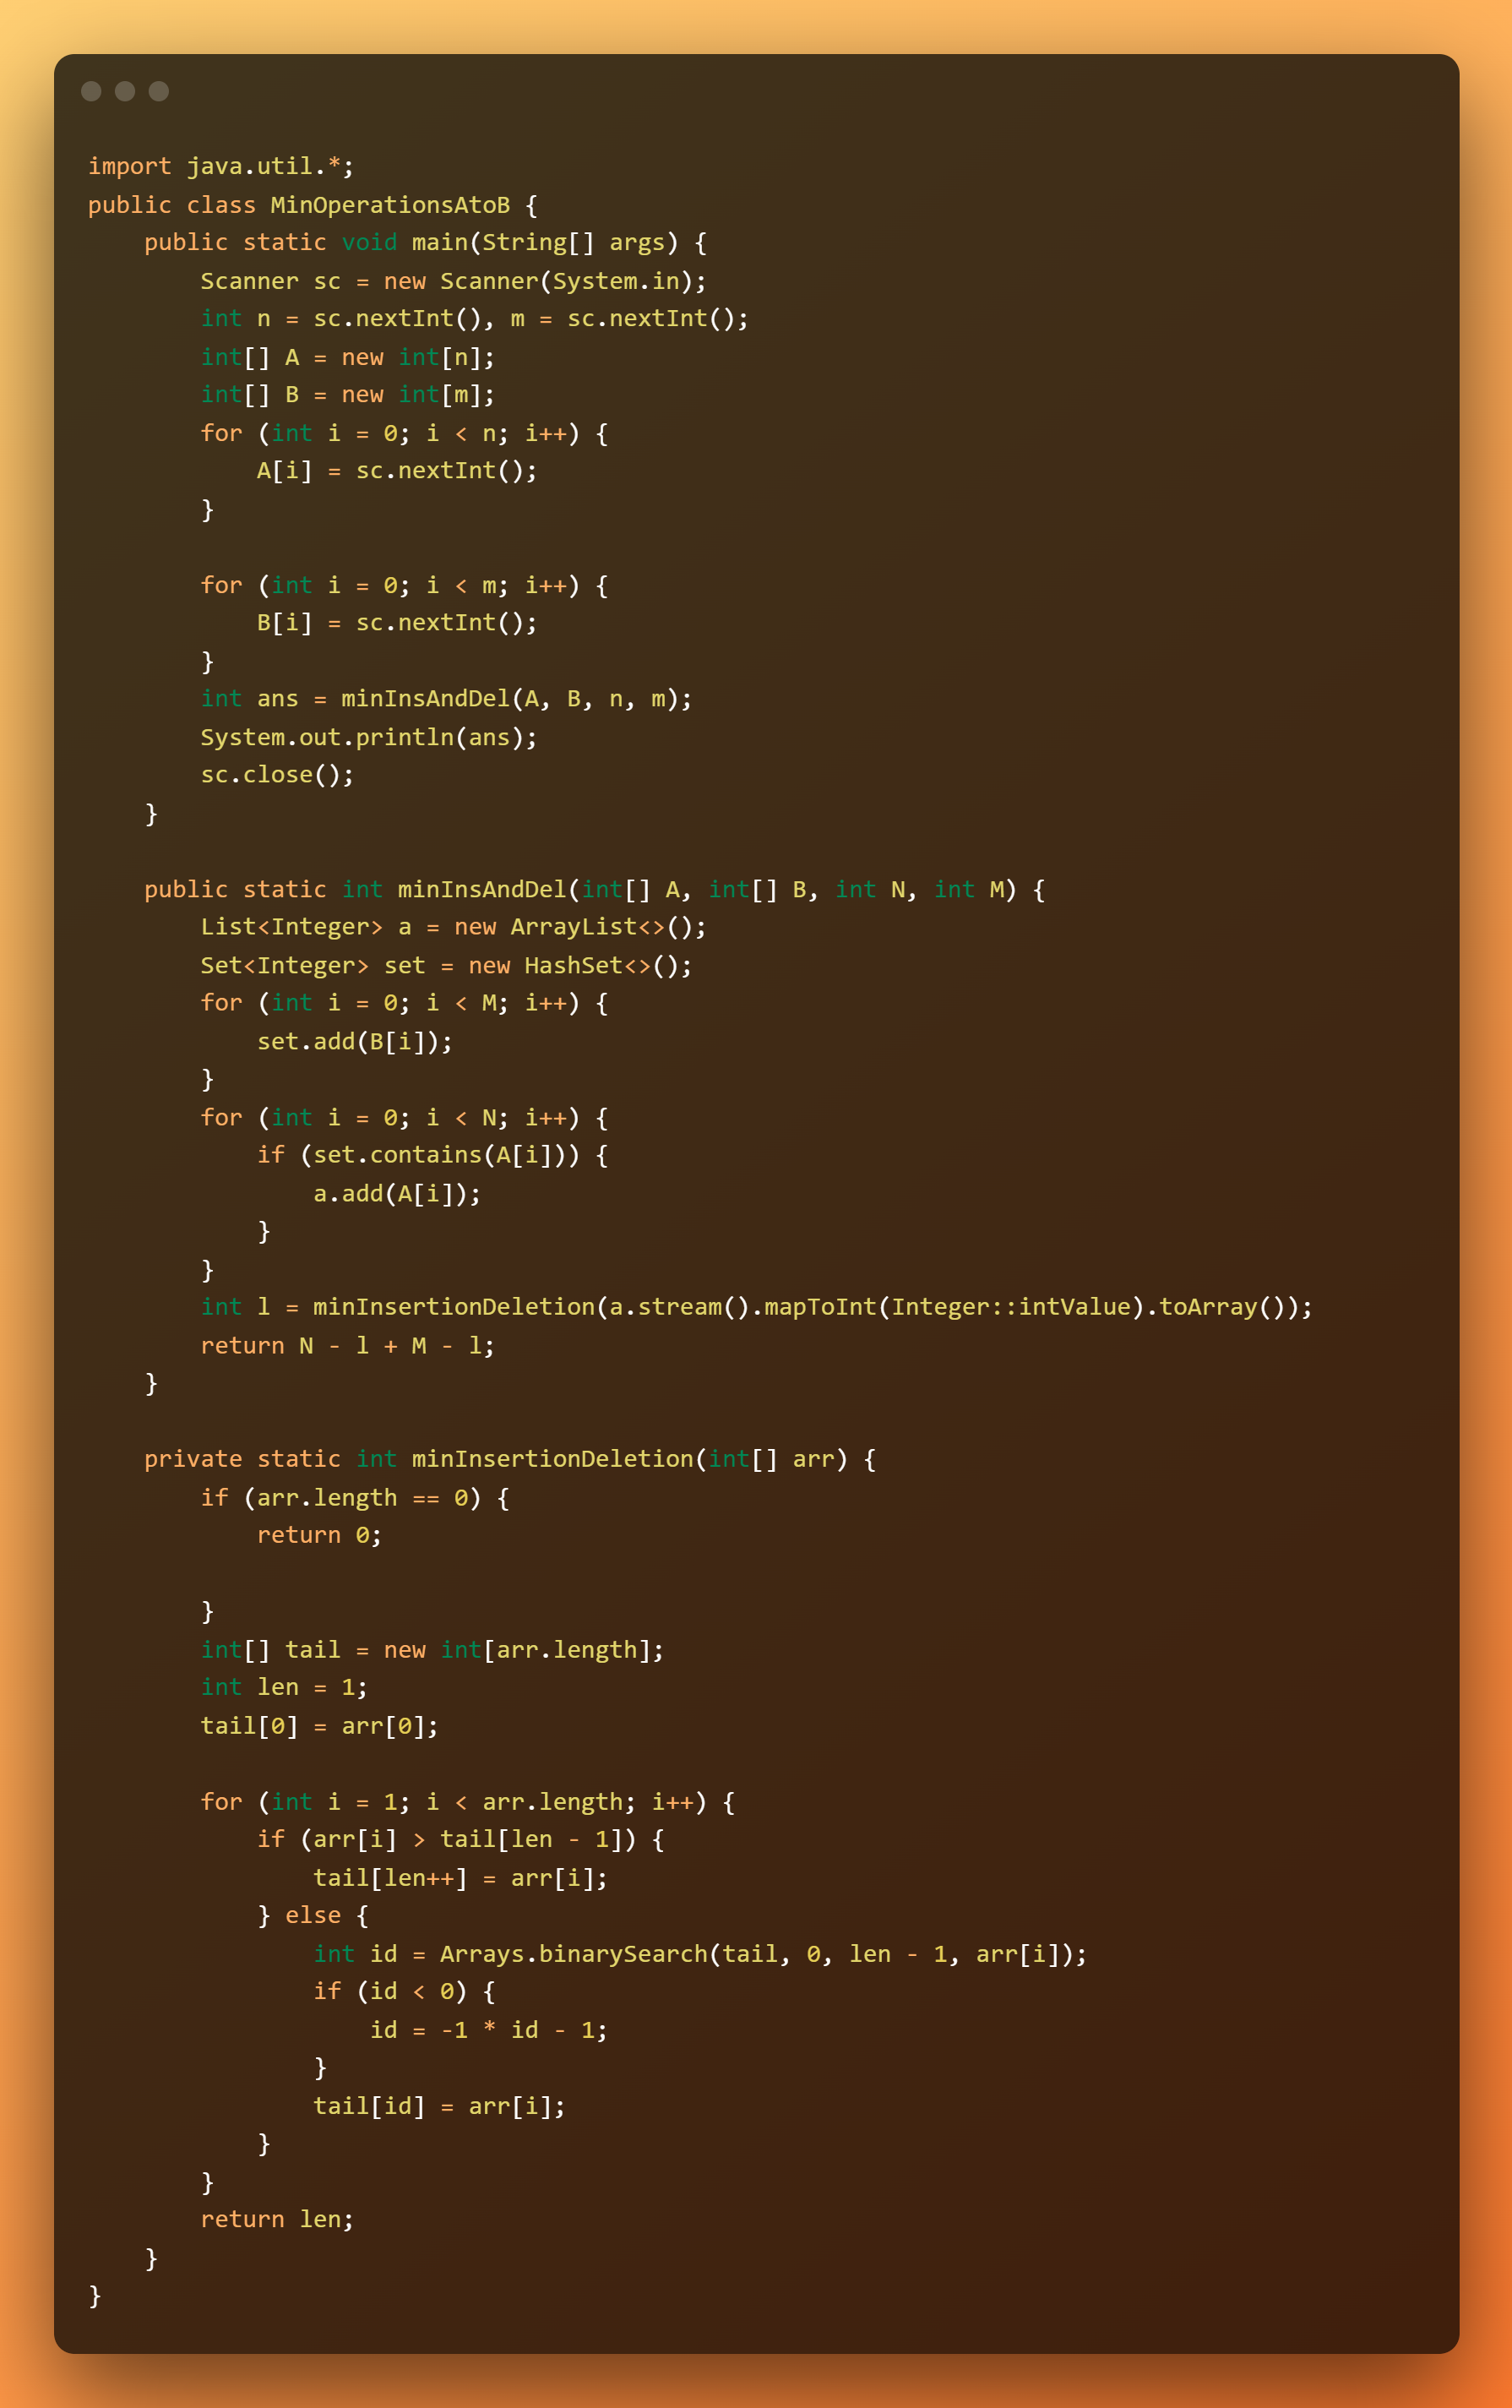 import java.util.*;
public class MinOperationsAtoB {
    public static void main(String[] args) {
        Scanner sc = new Scanner(System.in);
        int n = sc.nextInt(), m = sc.nextInt();
        int[] A = new int[n];
        int[] B = new int[m];
        for (int i = 0; i < n; i++) {
            A[i] = sc.nextInt();
        }

        for (int i = 0; i < m; i++) {
            B[i] = sc.nextInt();
        }
        int ans = minInsAndDel(A, B, n, m);
        System.out.println(ans);
        sc.close();
    }

    public static int minInsAndDel(int[] A, int[] B, int N, int M) {
        List<Integer> a = new ArrayList<>();
        Set<Integer> set = new HashSet<>();
        for (int i = 0; i < M; i++) {
            set.add(B[i]);
        }
        for (int i = 0; i < N; i++) {
            if (set.contains(A[i])) {
                a.add(A[i]);
            }
        }
        int l = minInsertionDeletion(a.stream().mapToInt(Integer::intValue).toArray());
        return N - l + M - l;
    }

    private static int minInsertionDeletion(int[] arr) {
        if (arr.length == 0) {
            return 0;

        }
        int[] tail = new int[arr.length];
        int len = 1;
        tail[0] = arr[0];

        for (int i = 1; i < arr.length; i++) {
            if (arr[i] > tail[len - 1]) {
                tail[len++] = arr[i];
            } else {
                int id = Arrays.binarySearch(tail, 0, len - 1, arr[i]);
                if (id < 0) {
                    id = -1 * id - 1;
                }
                tail[id] = arr[i];
            }
        }
        return len;
    }
}